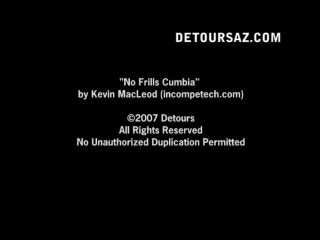 DETOURSAZ.COM
"No Frills Cumbia"
by Kevin MacLeod (incompetech.com)
©2007 Detours
All Rights Reserved
No Unauthorized Duplication Permitted